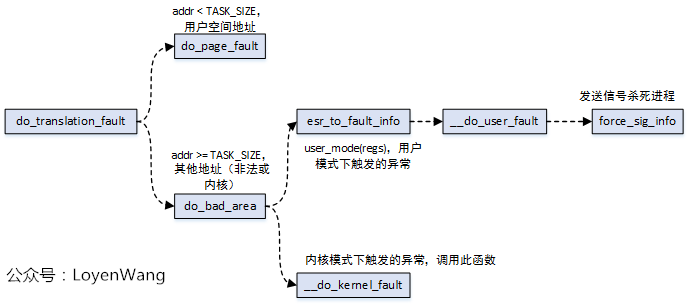 addr < TASK_SIZE,
用户空间地址
do_page_fault
do_translation_fault
addr >= TASK_SIZE,
其他地址（非法或
内核）
do_bad_area
esr_to_fault_info
user_mode(regs)，用户
模式下触发的异常
__do_user_fault
发送信号杀死进程
force_sig_info
内核模式下触发的异常，调用此函数
__do_kernel_fault
公众号：LoyenWang